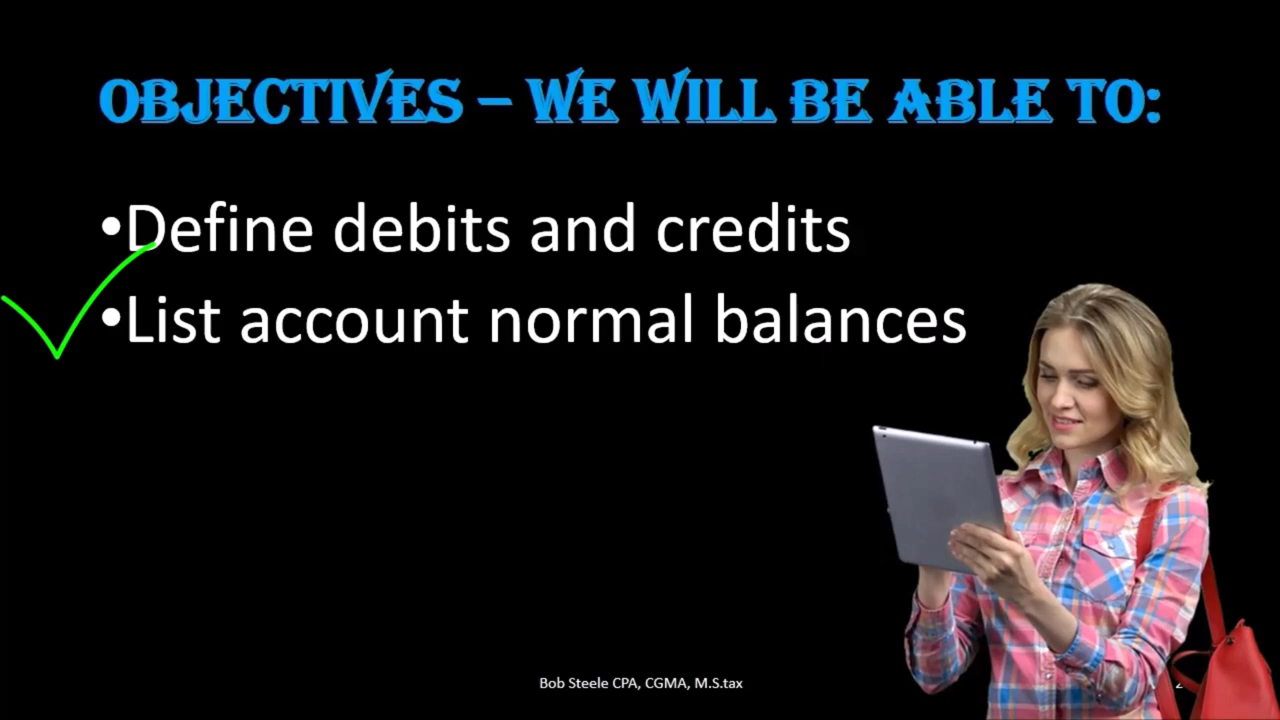 OBJECTIVES – WE WILL BE ABLE TO:
•Define debits and credits
•List account normal balances
Bob Steele CPA, CGMA, M.S.tax
2